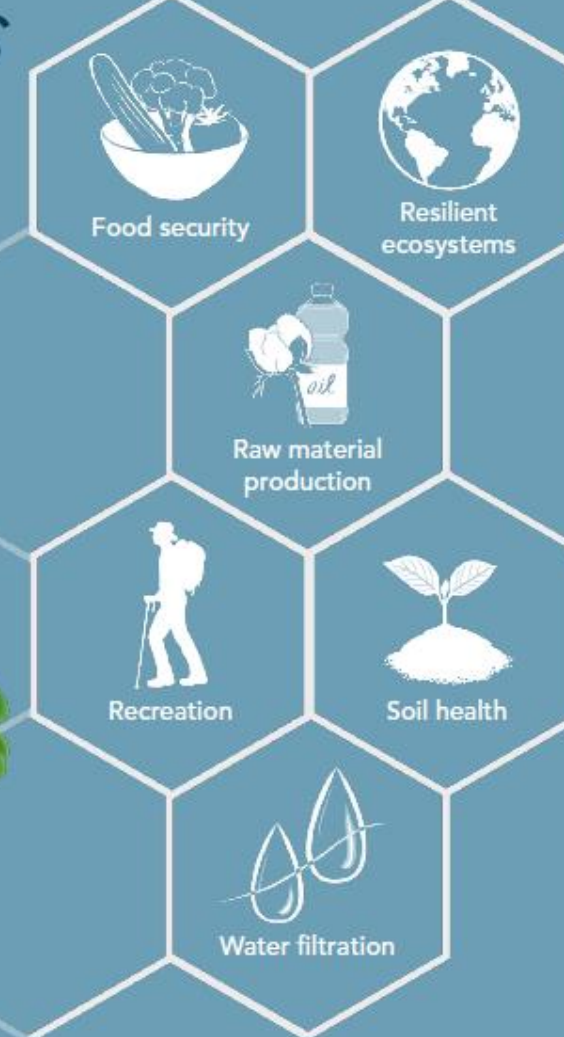 Food security
Resilient
ecosystems
oil
Raw material
production
Recreation
Soil health
Water filtration